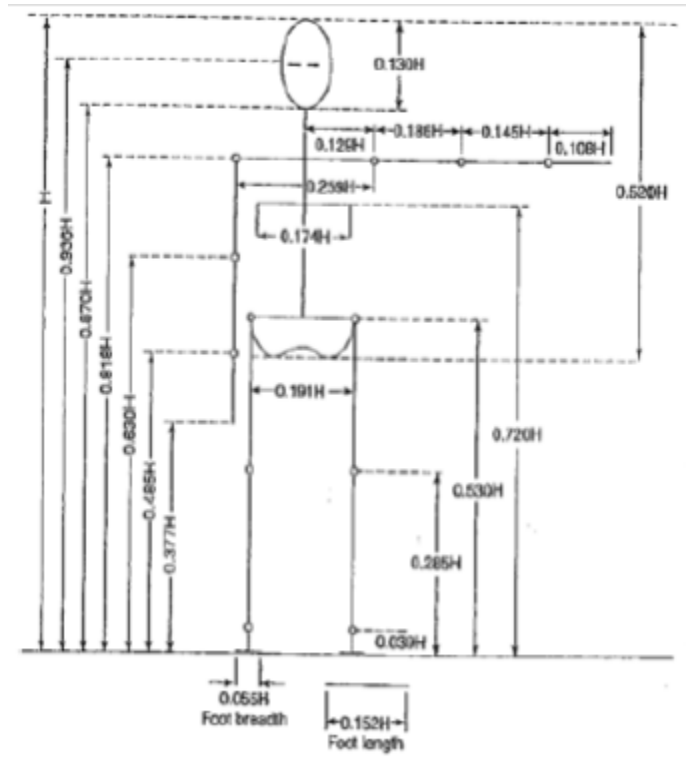 0.130H
0.186H
0.145H
0.129H
0.108H
0.259H
0.520H
0.174H
H
0.936H
0.870H
0.818H
0.630H
0.485H
0.377H
0.191H
0.720H
0.530H
0.285H
0.039H
0.055H
Foot breadth
0.152H
Foot length